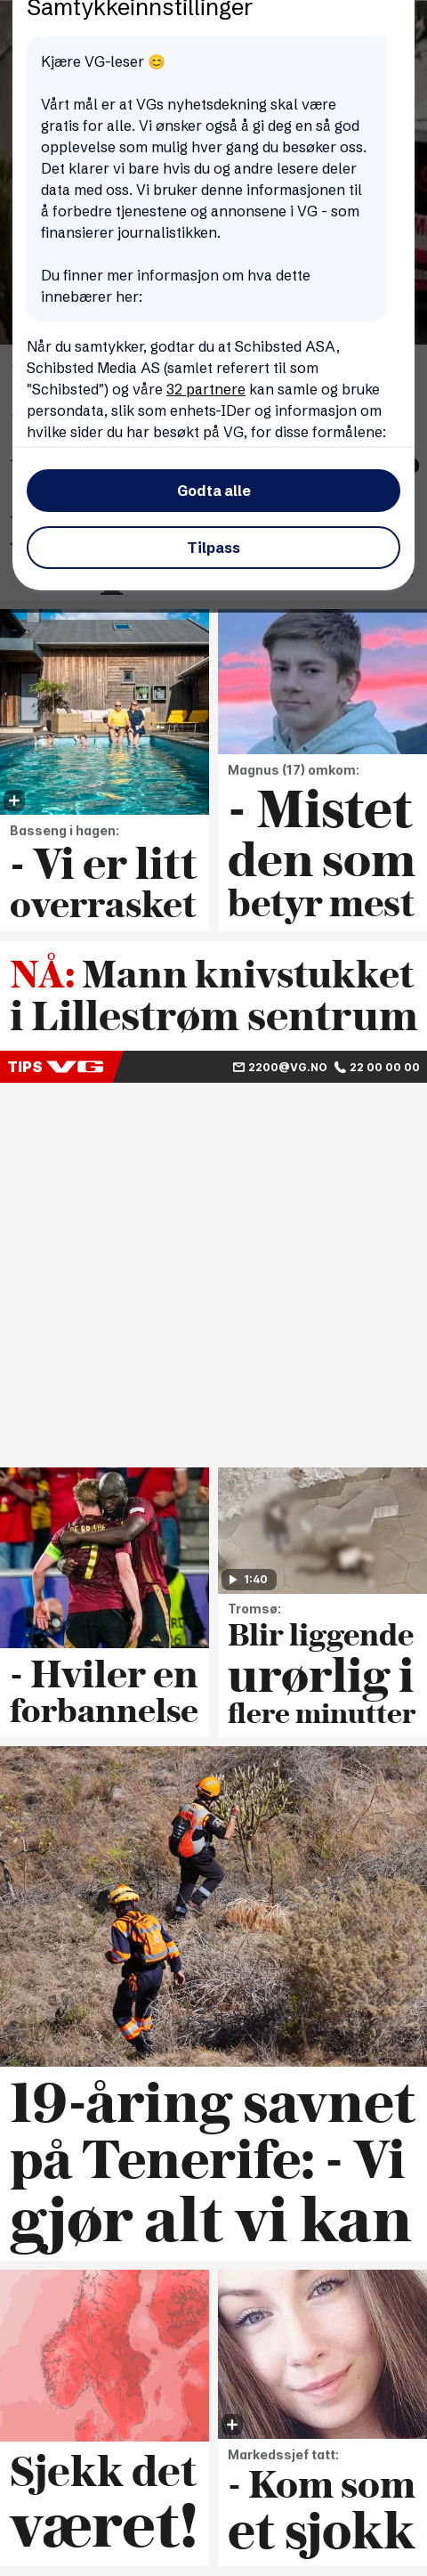 Samtykkeinnstillinger
Kjære VG-leser 😊
Vårt mål er at VGs nyhetsdekning skal være
gratis for alle. Vi ønsker også å gi deg en så god
opplevelse som mulig hver gang du besøker oss.
Det klarer vi bare hvis du og andre lesere deler
data med oss. Vi bruker denne informasjonen til
å forbedre tjenestene og annonsene i VG - som
finansierer journalistikken.
Du finner mer informasjon om hva dette
innebærer her:
Når du samtykker, godtar du at Schibsted ASA,
Schibsted Media AS (samlet referert til som
"Schibsted") og våre 32 partnere kan samle og bruke
persondata, slik som enhets-IDer og informasjon om
hvilke sider du har besøkt på VG, for disse formålene:
Godta alle
Tilpass
Basseng i hagen:
- Vi er litt
overrasket
Magnus (17) omkom:
- Mistet
den som
betyr mest
NÅ: Mann knivstukket
i Lillestrøm sentrum
TIPS VG 2200@VG.NO 22 00 00 00
DE BRUYNE
7
- Hviler en
forbannelse
1:40
Tromsø:
Blir liggende
urørlig i
flere minutter
19-åring savnet
på Tenerife: - Vi
gjør alt vi kan
Sjekk det
været!
Markedssjef tatt:
- Kom som
et sjokk